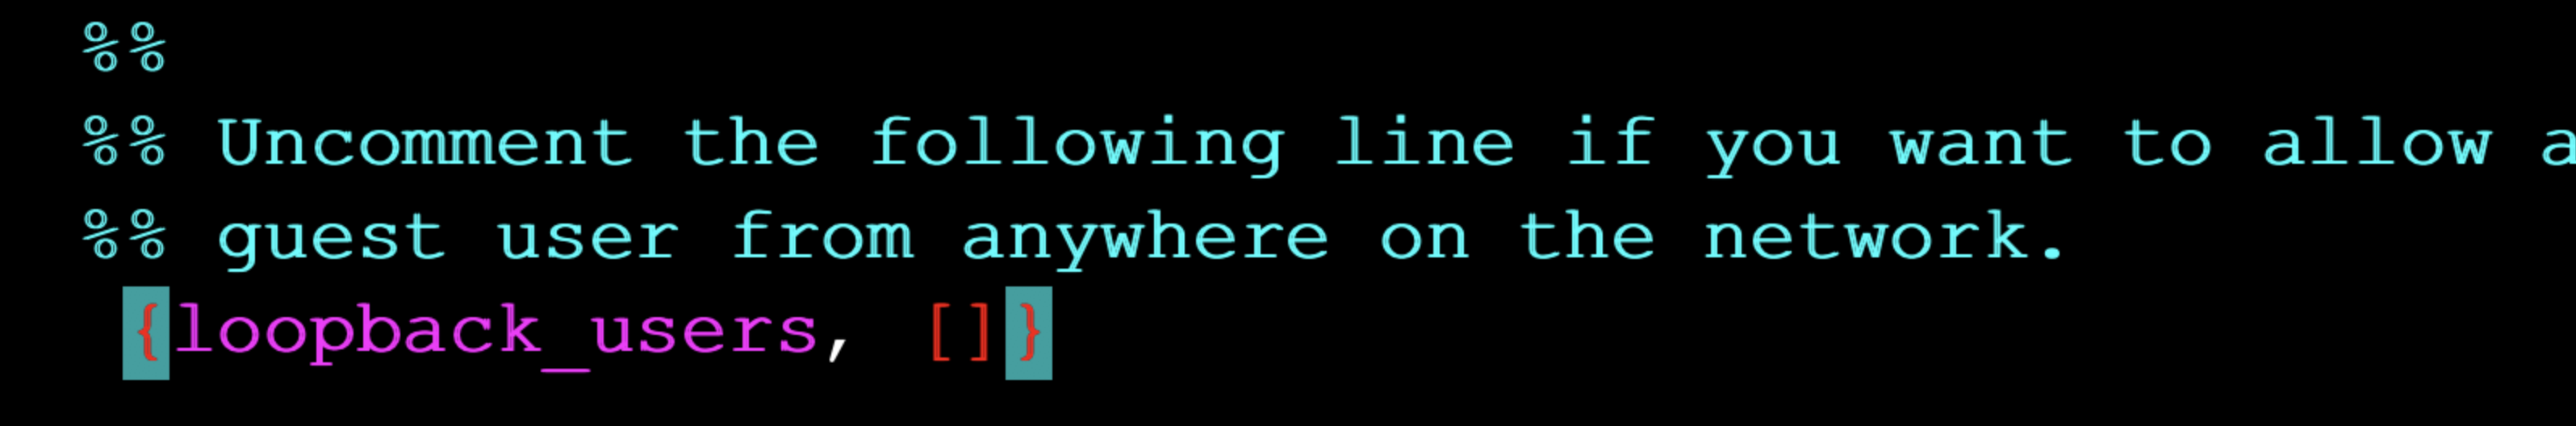 %%
%% Uncomment the following line if you want to allow a
%% guest user from anywhere on the network.
{loopback_users, []}